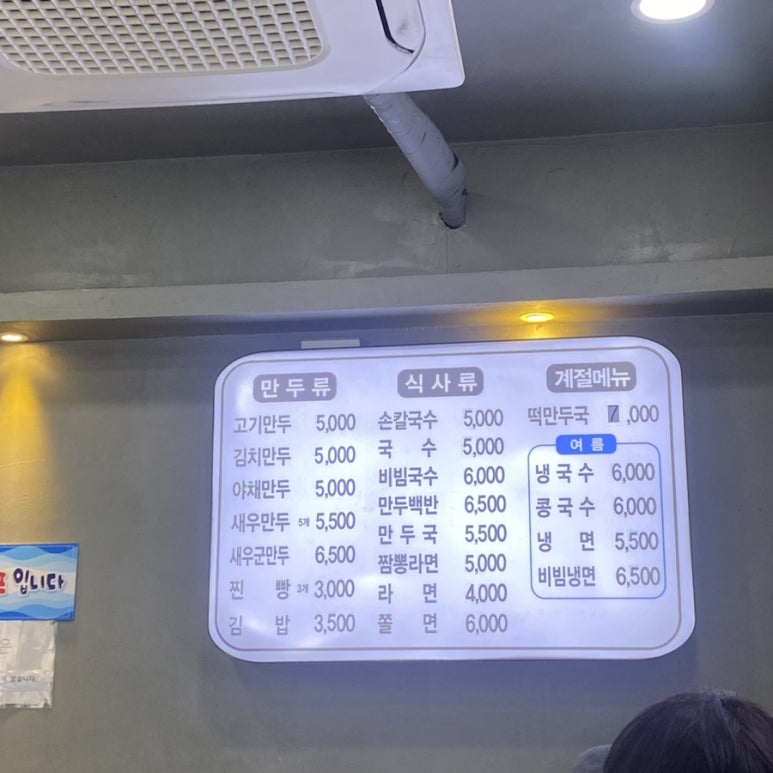 만두류
고기만두 5,000
김치만두 5,000
야채만두 5,000
새우만두 5개 5,500
새우군만두 6,500
찐빵 3개 3,000
김밥 3,500
식사류
손칼국수 5,000
국수 5,000
비빔국수 6,000
만두백반 6,500
만두국 5,500
짬뽕라면 5,000
라면 4,000
쫄면 6,000
계절메뉴
떡만두국 7,000
여름
냉국수 6,000
콩국수 6,000
냉면 5,500
비빔냉면 6,500
입니다
은
않습니다